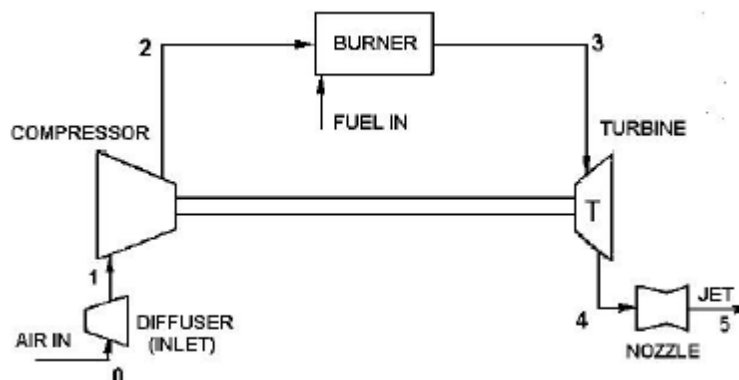 2
BURNER
3
FUEL IN
COMPRESSOR
TURBINE
T
1
AIR IN
DIFFUSER
(INLET)
0
4
JET
5
NOZZLE